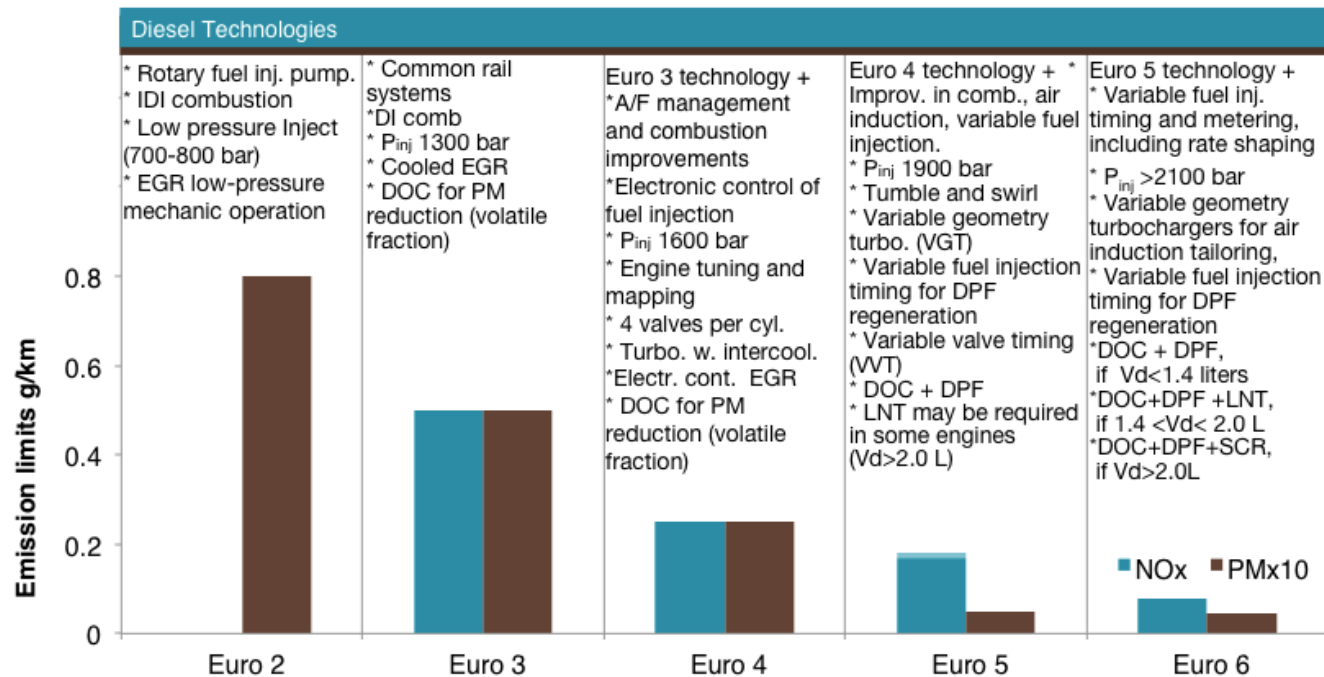 Diesel Technologies
* Rotary fuel inj. pump.
* IDI combustion
* Low pressure Inject
(700-800 bar)
* EGR low-pressure
mechanic operation
* Common rail
systems
*DI comb
* Pinj 1300 bar
* Cooled EGR
* DOC for PM
reduction (volatile
fraction)
Euro 3 technology +
*A/F management
and combustion
improvements
*Electronic control of
fuel injection
* Pinj 1600 bar
* Engine tuning and
mapping
* 4 valves per cyl.
* Turbo. w. intercool.
*Electr. cont. EGR
* DOC for PM
reduction (volatile
fraction)
Euro 4 technology + *
Improv. in comb., air
induction, variable fuel
injection.
* Pinj 1900 bar
* Tumble and swirl
* Variable geometry
turbo. (VGT)
* Variable fuel injection
timing for DPF
regeneration
* Variable valve timing
(VVT)
* DOC + DPF
* LNT may be required
in some engines
(Vd>2.0 L)
Euro 5 technology +
* Variable fuel inj.
timing and metering,
including rate shaping
* Pinj >2100 bar
* Variable geometry
turbochargers for air
induction tailoring,
* Variable fuel injection
timing for DPF
regeneration
*DOC + DPF,
if Vd<1.4 liters
*DOC+DPF +LNT,
if 1.4 <Vd< 2.0 L
*DOC+DPF+SCR,
if Vd>2.0L
Emission limits g/km
0.8
0.6
0.4
0.2
0
NOx PMx10
Euro 2 Euro 3 Euro 4 Euro 5 Euro 6